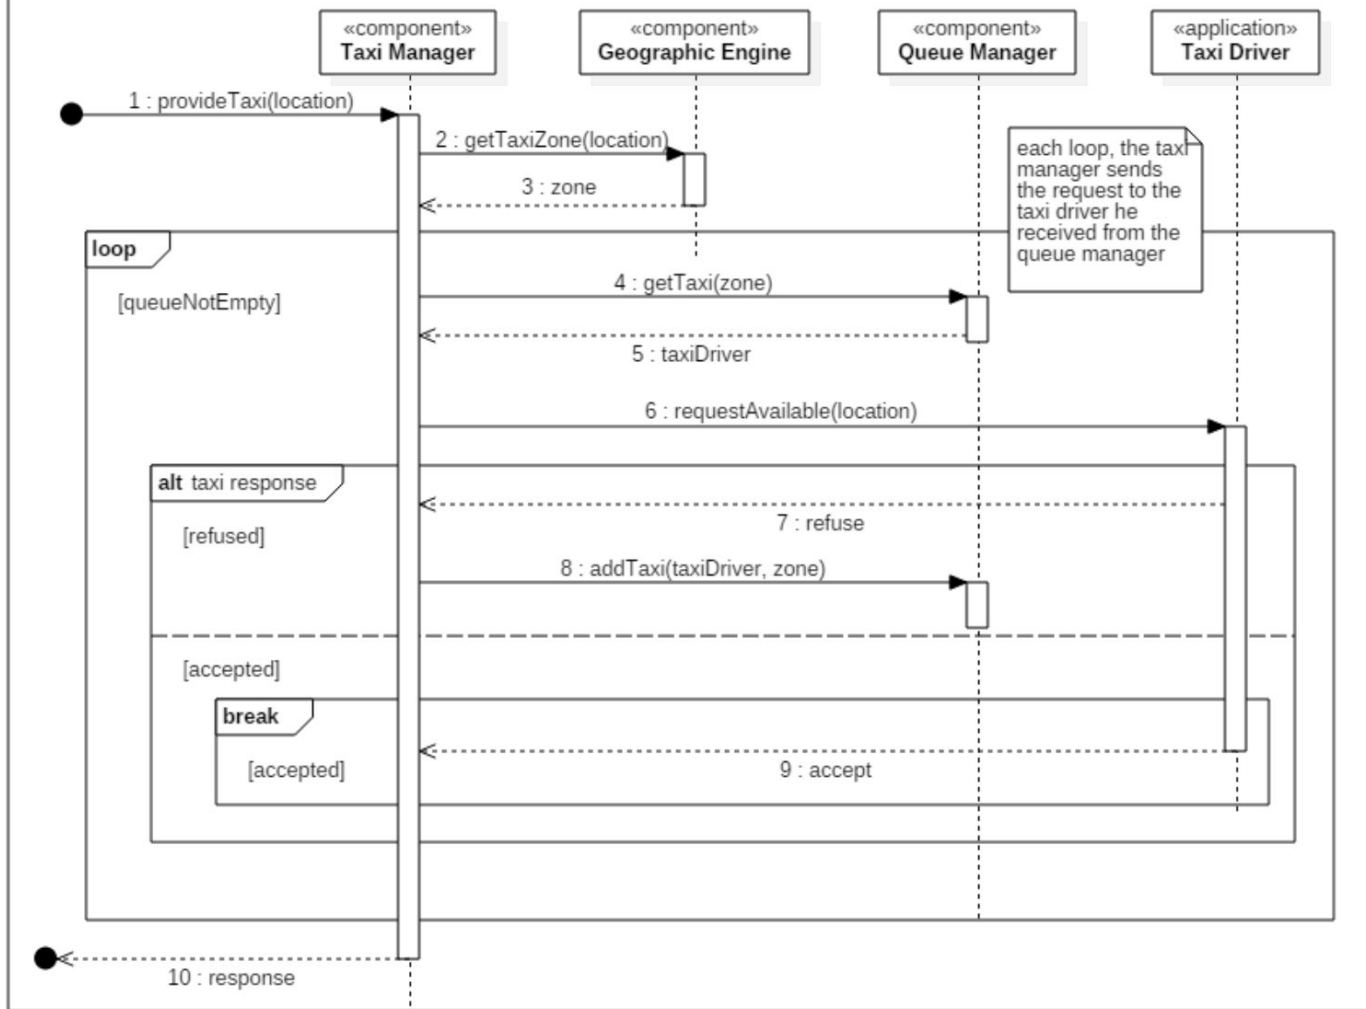 «component»
Taxi Manager
«component»
Geographic Engine
«component»
Queue Manager
«application»
Taxi Driver
1 : provideTaxi(location)
2 : getTaxiZone(location)
3 : zone
each loop, the taxi
manager sends
the request to the
taxi driver he
received from the
queue manager
loop
[queueNotEmpty]
4 : getTaxi(zone)
5 : taxiDriver
6 : requestAvailable(location)
alt taxi response
[refused]
7 : refuse
8 : addTaxi(taxiDriver, zone)
[accepted]
break
[accepted]
9 : accept
10 : response